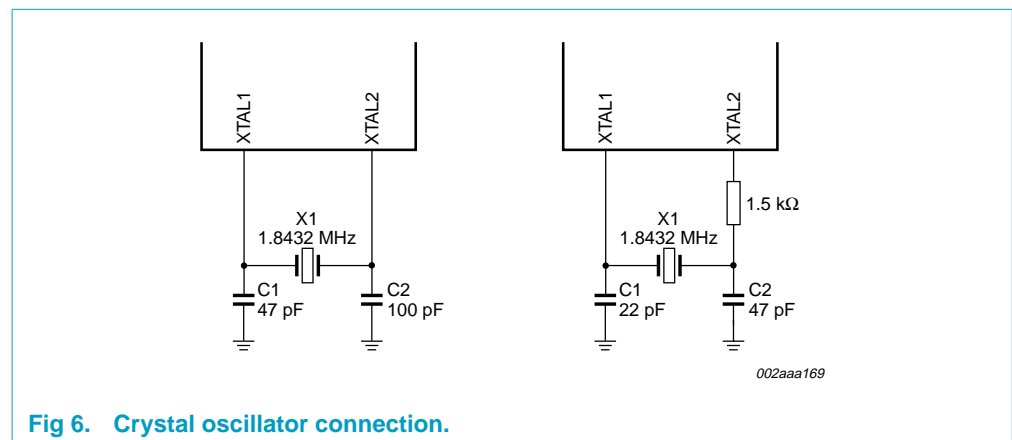 XTAL1
XTAL2
X1
1.8432 MHz
C1
47 pF
C2
100 pF
XTAL1
XTAL2
1.5 kΩ
X1
1.8432 MHz
C1
22 pF
C2
47 pF
002aaa169
Fig 6. Crystal oscillator connection.